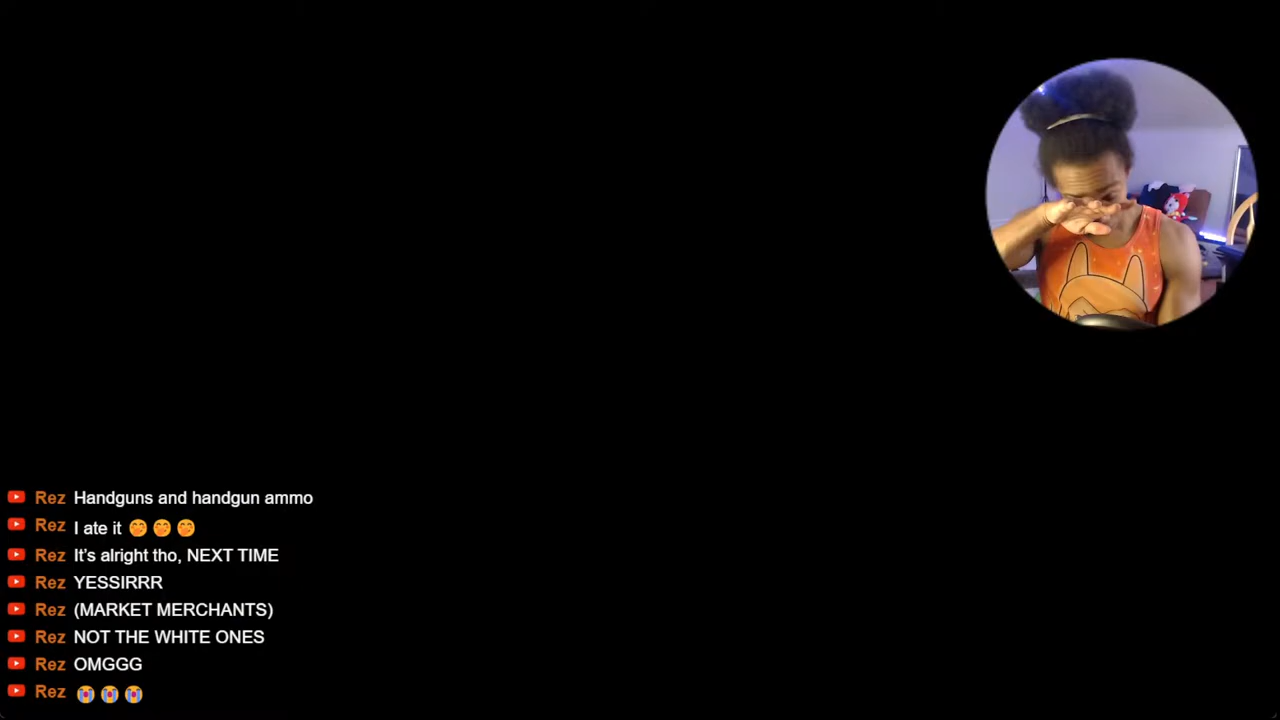 Rez Handguns and handgun ammo
Rez I ate it 🤭 🤭 🤭
Rez It's alright tho, NEXT TIME
Rez YESSIRRR
Rez (MARKET MERCHANTS)
Rez NOT THE WHITE ONES
Rez OMGGG
Rez 😭 😭 😭